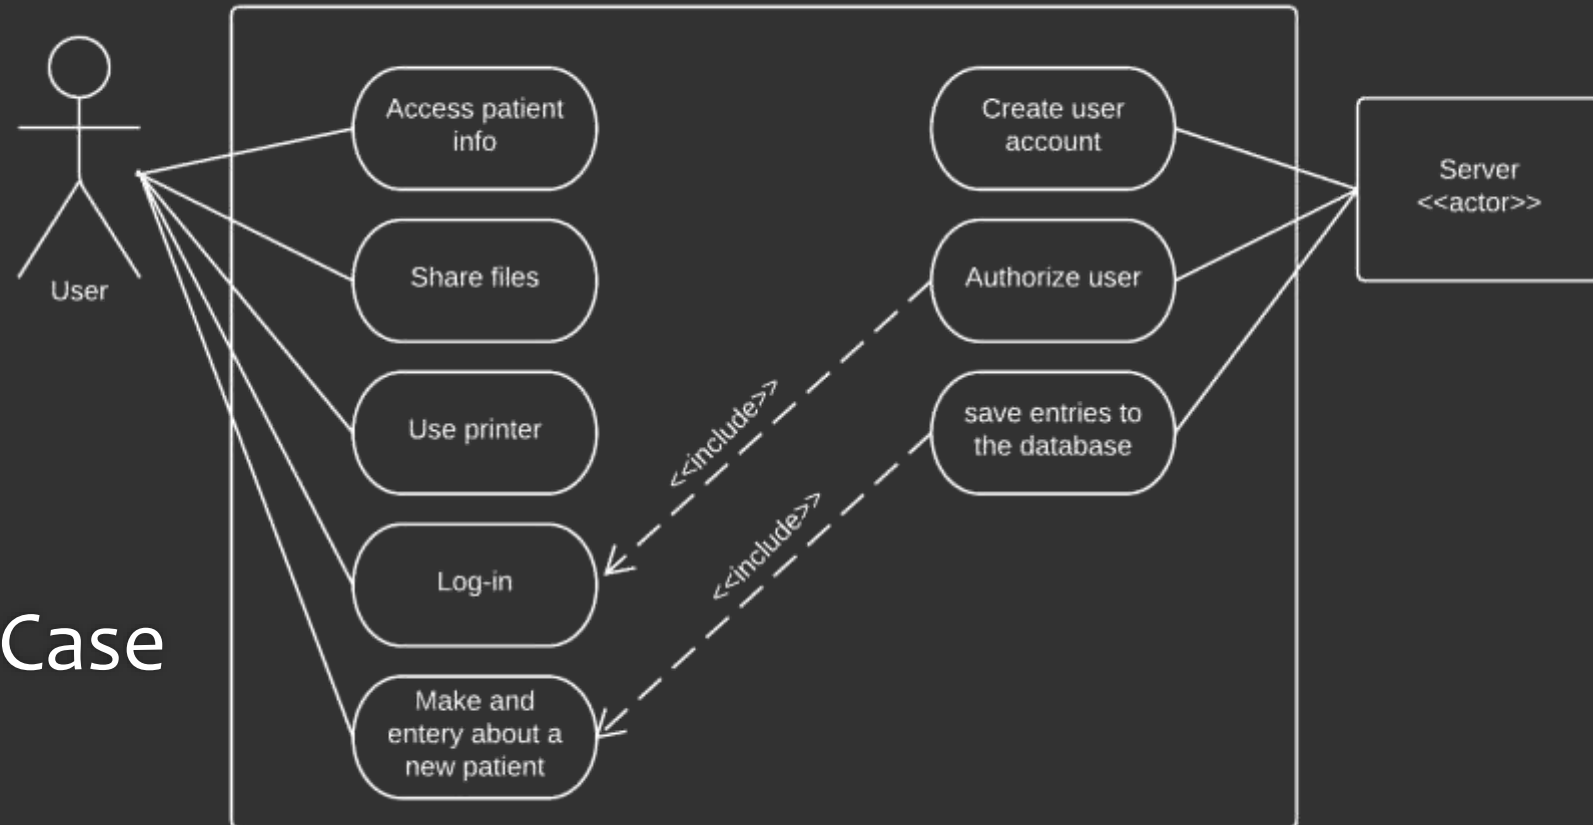 Access patient
info
Create user
account
Server
<<actor>>
Share files
Authorize user
User
Use printer
save entries to
the database
<<include>>
<<include>>
Log-in
Case
Make and
entery about a
new patient